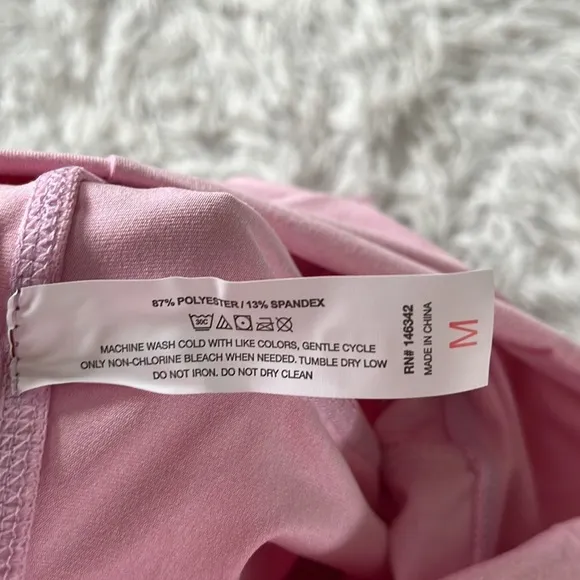 87% POLYESTER / 13% SPANDEX
30C
MACHINE WASH COLD WITH LIKE COLORS, GENTLE CYCLE
ONLY NON-CHLORINE BLEACH WHEN NEEDED. TUMBLE DRY LOW
DO NOT IRON. DO NOT DRY CLEAN
RN# 146342
MADE IN CHINA
M